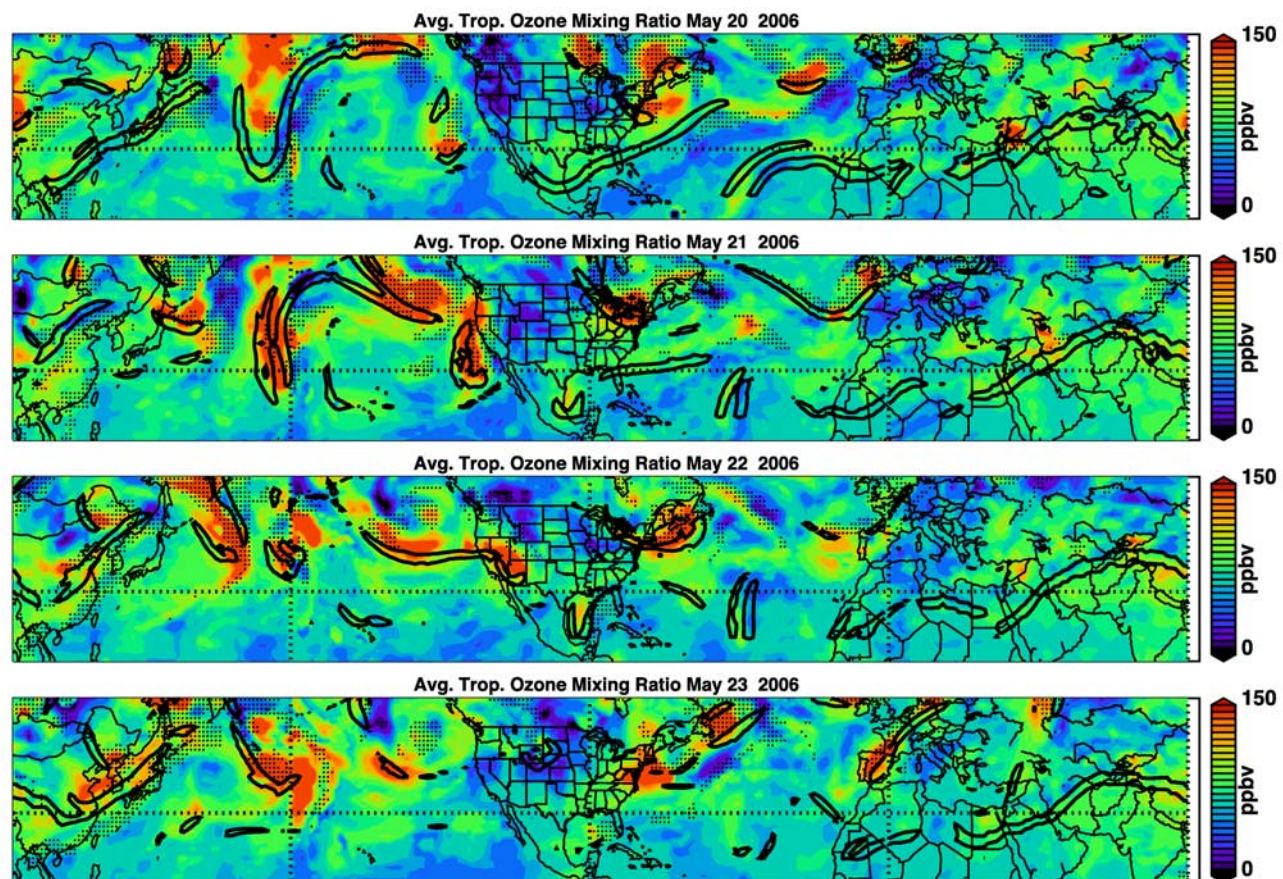 Avg. Trop. Ozone Mixing Ratio May 20 2006
150
ppbv
0
Avg. Trop. Ozone Mixing Ratio May 21 2006
150
ppbv
0
Avg. Trop. Ozone Mixing Ratio May 22 2006
150
ppbv
0
Avg. Trop. Ozone Mixing Ratio May 23 2006
150
ppbv
0